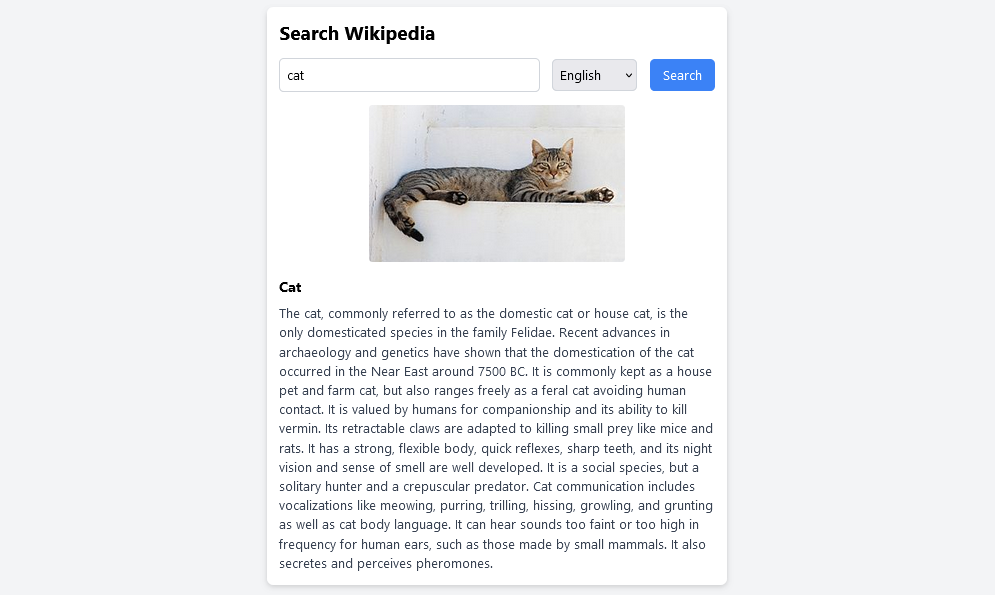 Search Wikipedia
cat
English
Search
Cat
The cat, commonly referred to as the domestic cat or house cat, is the
only domesticated species in the family Felidae. Recent advances in
archaeology and genetics have shown that the domestication of the cat
occurred in the Near East around 7500 BC. It is commonly kept as a house
pet and farm cat, but also ranges freely as a feral cat avoiding human
contact. It is valued by humans for companionship and its ability to kill
vermin. Its retractable claws are adapted to killing small prey like mice and
rats. It has a strong, flexible body, quick reflexes, sharp teeth, and its night
vision and sense of smell are well developed. It is a social species, but a
solitary hunter and a crepuscular predator. Cat communication includes
vocalizations like meowing, purring, trilling, hissing, growling, and grunting
as well as cat body language. It can hear sounds too faint or too high in
frequency for human ears, such as those made by small mammals. It also
secretes and perceives pheromones.